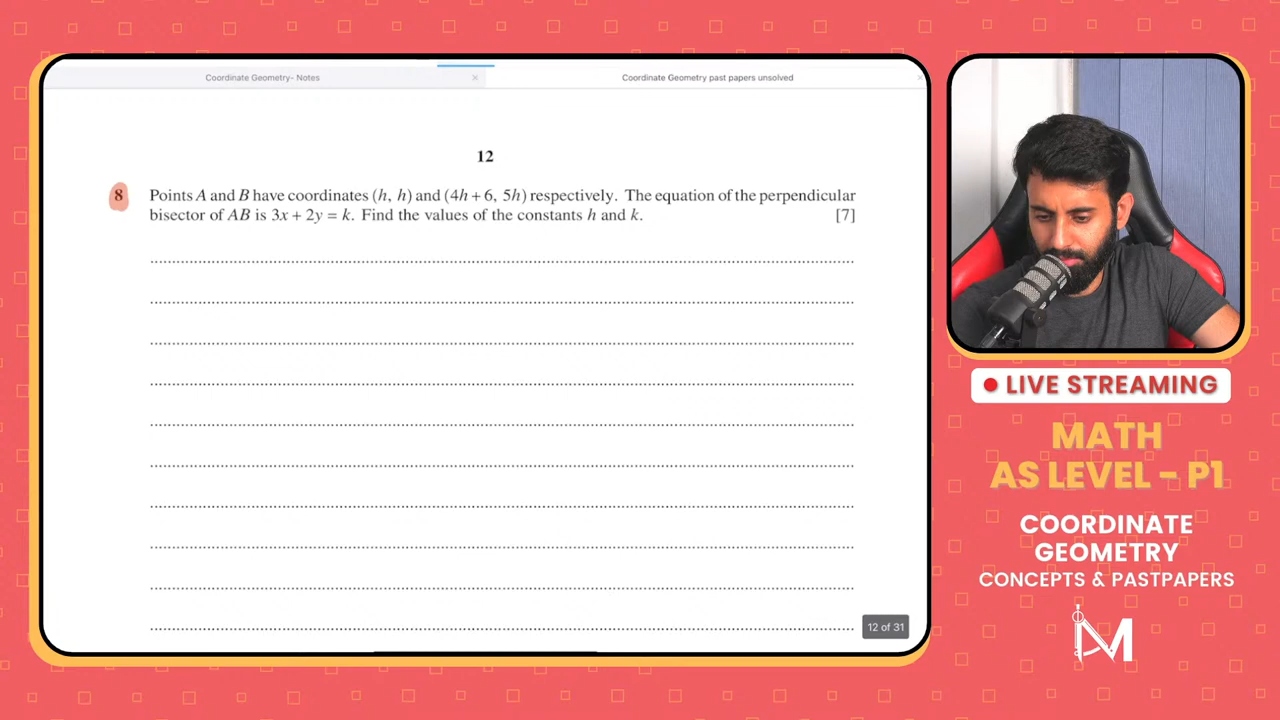 Coordinate Geometry- Notes
Coordinate Geometry past papers unsolved
12
8 Points A and B have coordinates (h, h) and (4h + 6, 5h) respectively. The equation of the perpendicular
bisector of AB is 3x + 2y = k. Find the values of the constants h and k. [7]
12 of 31
LIVE STREAMING
MATH
AS LEVEL - P1
COORDINATE
GEOMETRY
CONCEPTS & PASTPAPERS
M